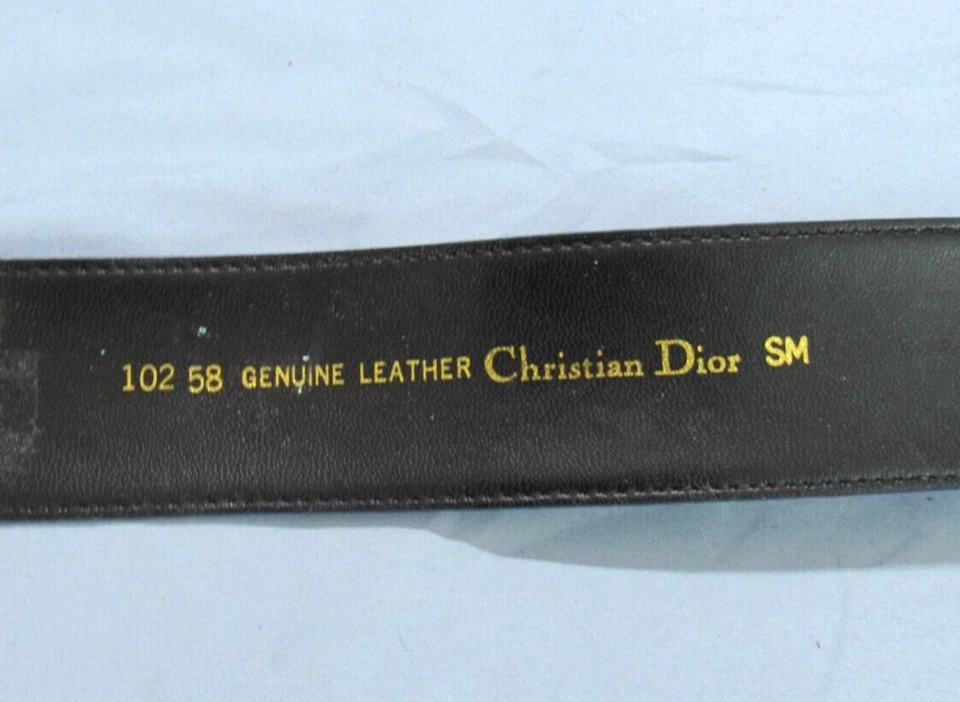 102 58 GENUINE LEATHER Christian Dior SM